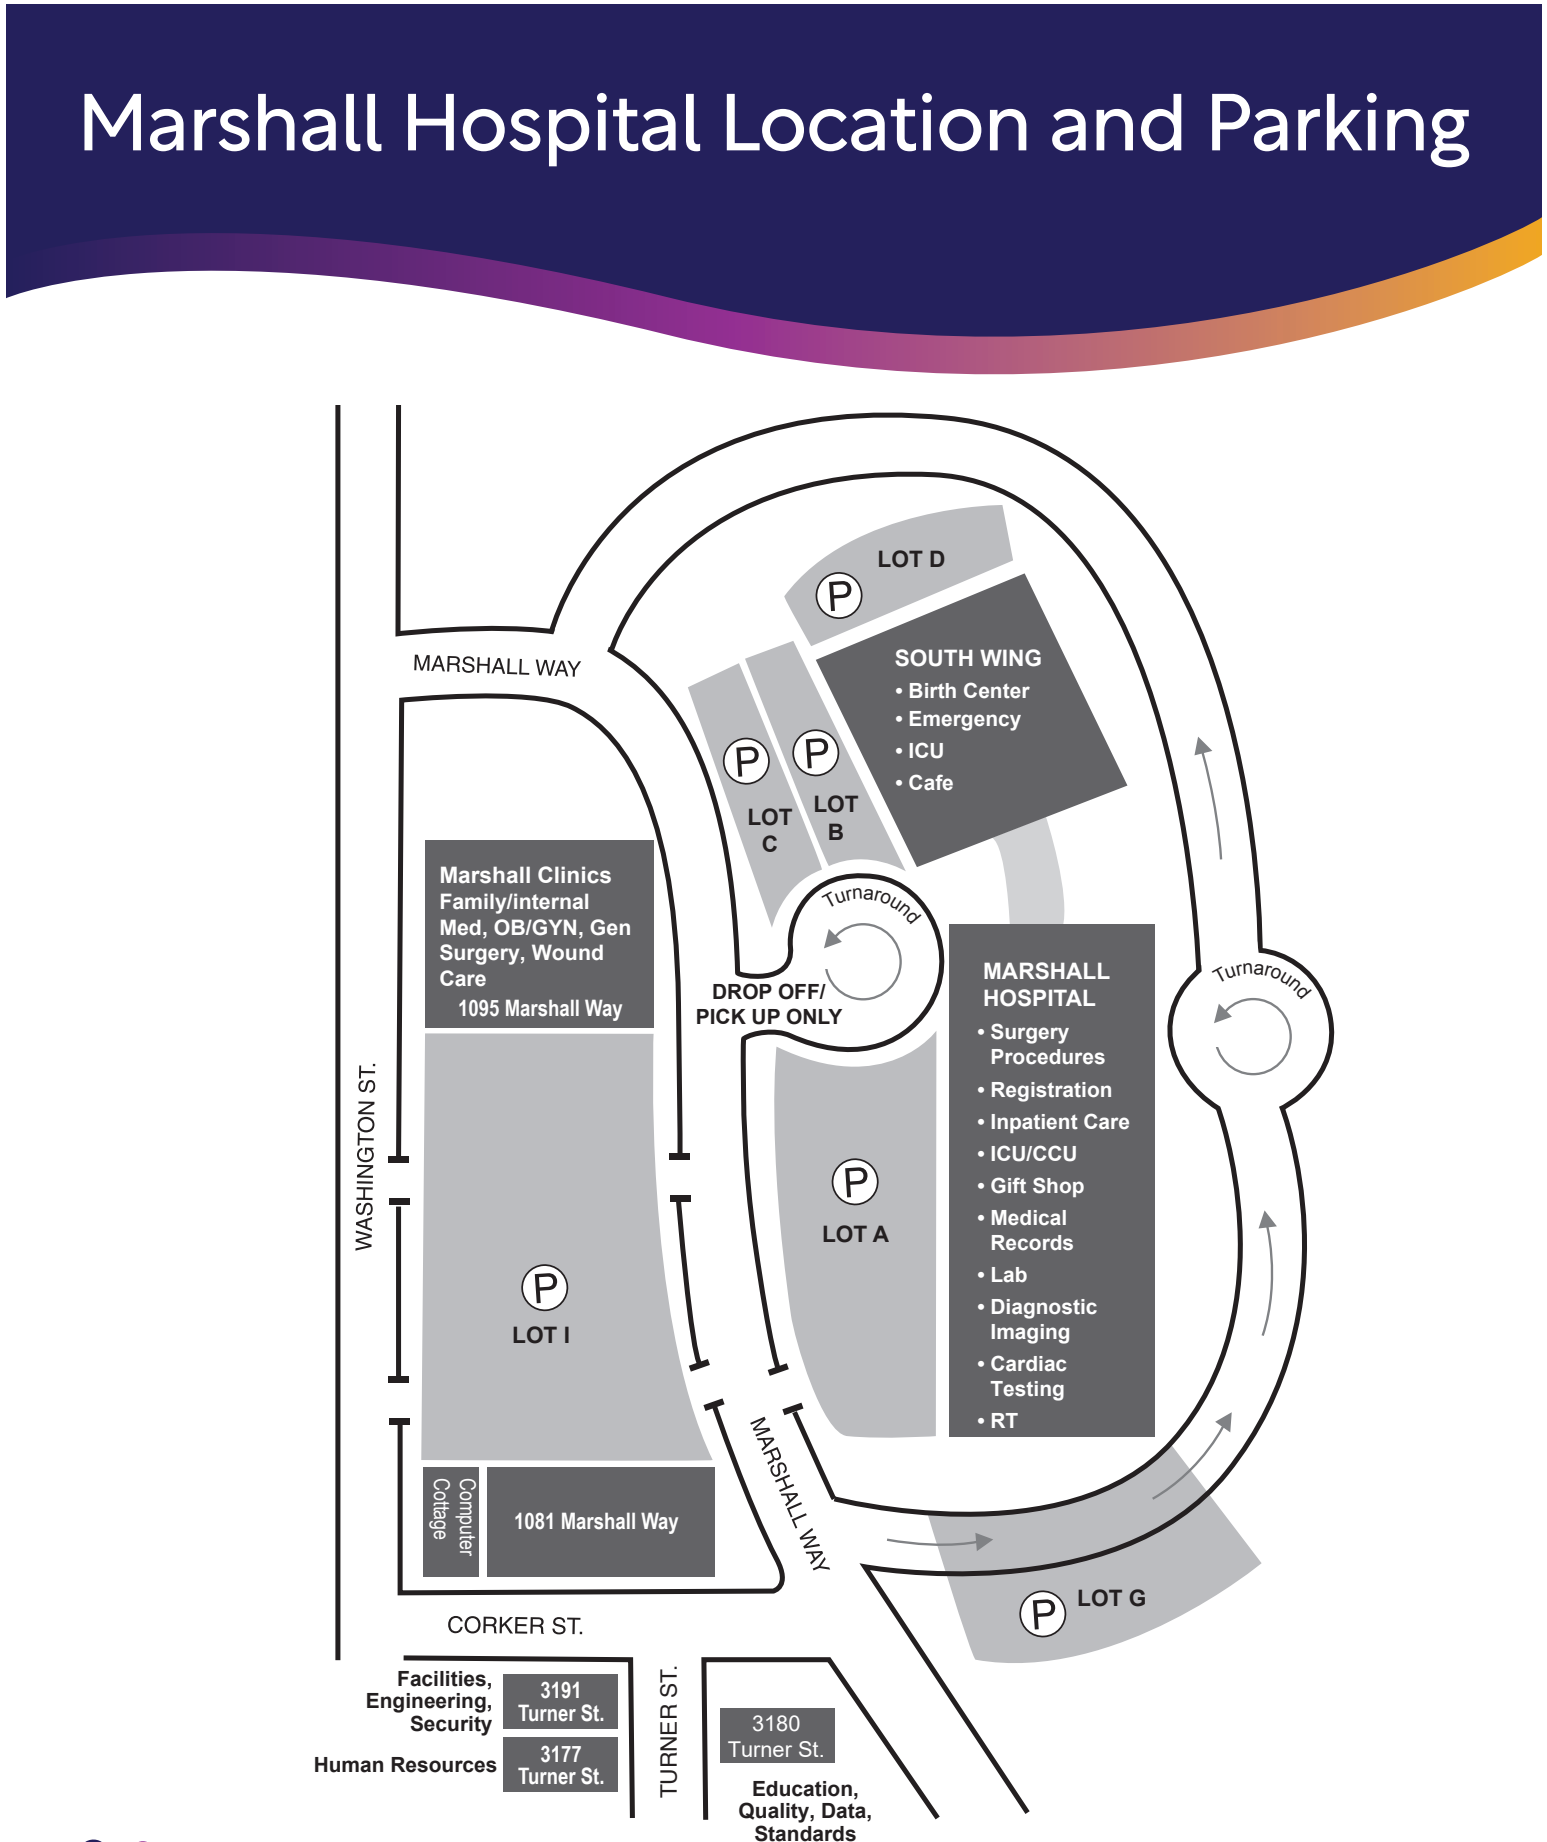 Marshall Hospital Location and Parking
LOT D
P
MARSHALL WAY
SOUTH WING
• Birth Center
• Emergency
• ICU
• Cafe
P
LOT
C
P
LOT
B
Marshall Clinics
Family/internal
Med, OB/GYN, Gen
Surgery, Wound
Care
1095 Marshall Way
Turnaround
DROP OFF/
PICK UP ONLY
MARSHALL
HOSPITAL
• Surgery
Procedures
• Registration
• Inpatient Care
• ICU/CCU
• Gift Shop
• Medical
Records
• Lab
• Diagnostic
Imaging
• Cardiac
Testing
• RT
Turnaround
WASHINGTON ST.
P
LOT A
P
LOT I
MARSHALL WAY
Computer
Cottage
1081 Marshall Way
P
LOT G
CORKER ST.
Facilities,
Engineering,
Security
3191
Turner St.
Human Resources
3177
Turner St.
TURNER ST.
3180
Turner St.
Education,
Quality, Data,
Standards